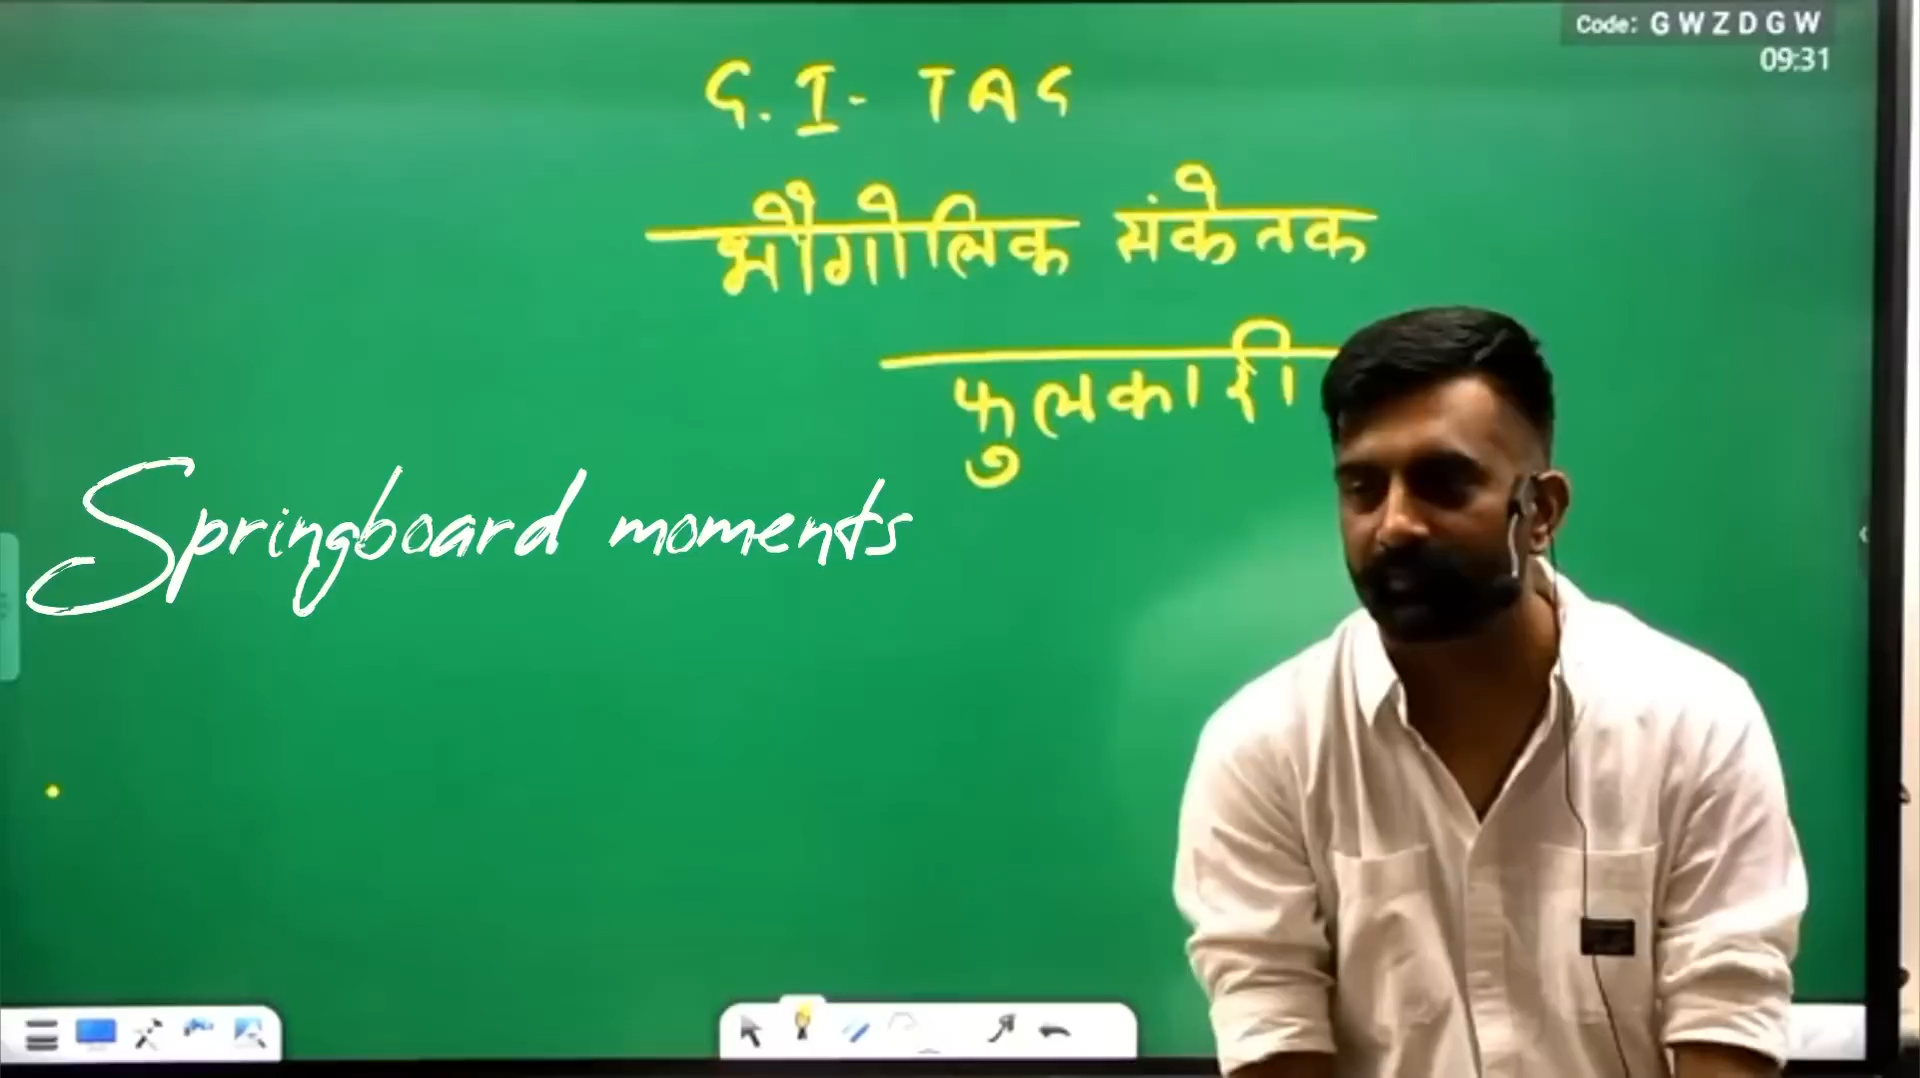 Code: GWZDGW
09:31
G.I- TAG
भौगोलिक संकेतक
फुलकारी
Springboard moments